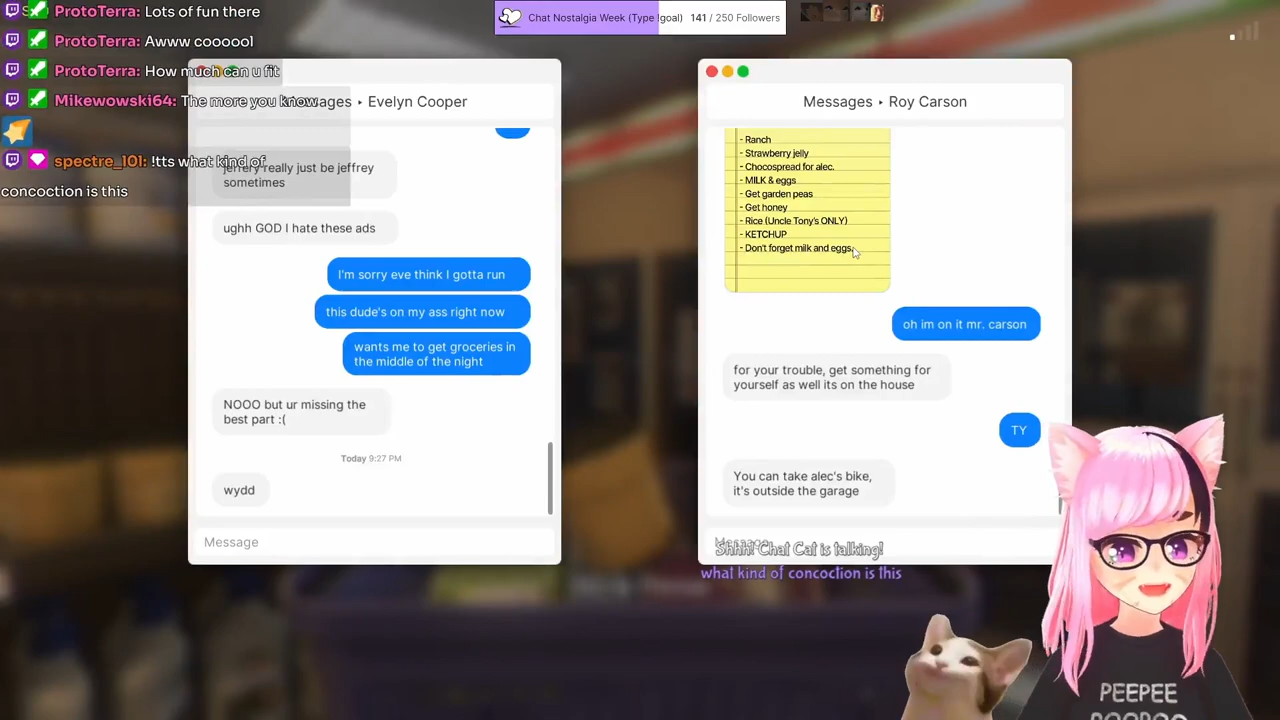 ProtoTerra: Lots of fun there
ProtoTerra: Awww cooool
ProtoTerra: How much can u fit
Mikewowski64: The more you know
spectre_101: !tts what kind of
concoction is this
Chat Nostalgia Week (Type !goal) 141 / 250 Followers
Messages ▸ Evelyn Cooper
jeffery really just be jeffrey
sometimes
ughh GOD I hate these ads
I'm sorry eve think I gotta run
this dude's on my ass right now
wants me to get groceries in
the middle of the night
NOOO but ur missing the
best part :(
Today 9:27 PM
wydd
Message
Messages ▸ Roy Carson
- Ranch
- Strawberry jelly
- Chocospread for alec.
- MILK & eggs
- Get garden peas
- Get honey
- Rice (Uncle Tony's ONLY)
- KETCHUP
- Don't forget milk and eggs.
oh im on it mr. carson
for your trouble, get something for
yourself as well its on the house
TY
You can take alec's bike,
it's outside the garage
Message
Shhh! Chat Cat is talking!
what kind of concoction is this
PEEPEE
POOPOO